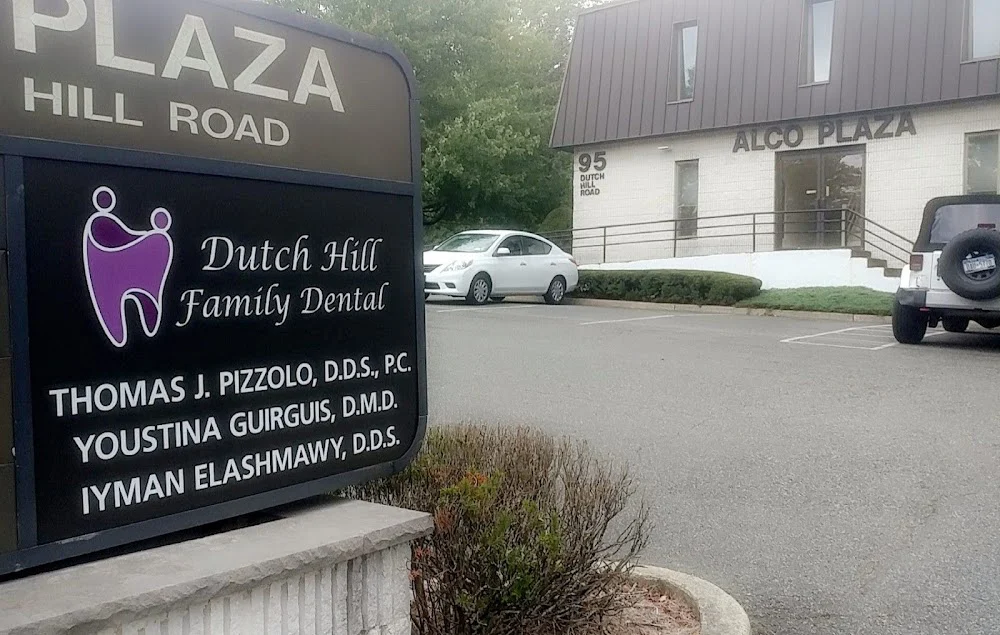 PLAZA
HILL ROAD
Dutch Hill
Family Dental
THOMAS J. PIZZOLO, D.D.S., P.C.
YOUSTINA GUIRGUIS, D.M.D.
IYMAN ELASHMAWY, D.D.S.
ALCO PLAZA
95
DUTCH
HILL
ROAD